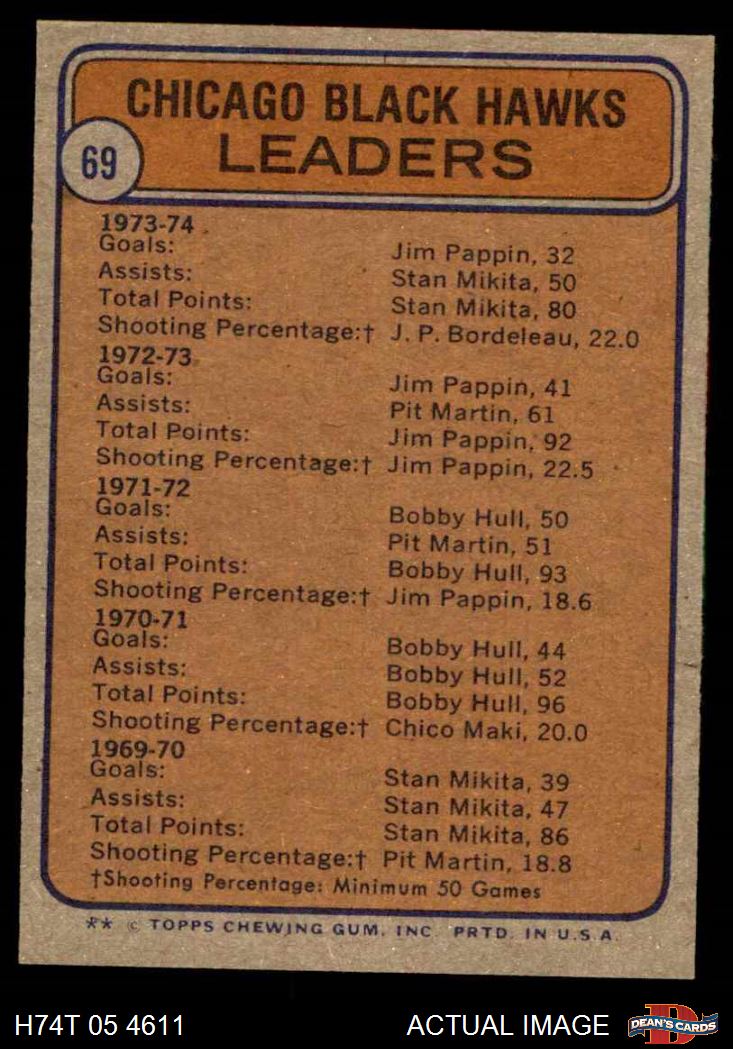 CHICAGO BLACK HAWKS
LEADERS
69
1973-74
Goals: Jim Pappin, 32
Assists: Stan Mikita, 50
Total Points: Stan Mikita, 80
Shooting Percentage:† J. P. Bordeleau, 22.0
1972-73
Goals: Jim Pappin, 41
Assists: Pit Martin, 61
Total Points: Jim Pappin, 92
Shooting Percentage:† Jim Pappin, 22.5
1971-72
Goals: Bobby Hull, 50
Assists: Pit Martin, 51
Total Points: Bobby Hull, 93
Shooting Percentage:† Jim Pappin, 18.6
1970-71
Goals: Bobby Hull, 44
Assists: Bobby Hull, 52
Total Points: Bobby Hull, 96
Shooting Percentage:† Chico Maki, 20.0
1969-70
Goals: Stan Mikita, 39
Assists: Stan Mikita, 47
Total Points: Stan Mikita, 86
Shooting Percentage:† Pit Martin, 18.8
†Shooting Percentage: Minimum 50 Games
** © TOPPS CHEWING GUM, INC. PRTD. IN U.S.A.
H74T 05 4611 ACTUAL IMAGE DEAN'S CARDS